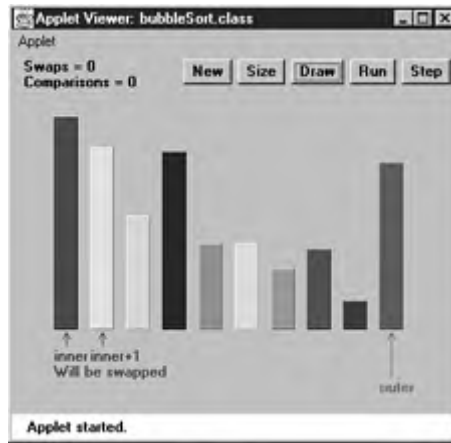 Applet Viewer: bubbleSort.class
Applet
Swaps = 0
Comparisons = 0
New Size Draw Run Step
inner inner+1
Will be swapped
outer
Applet started.